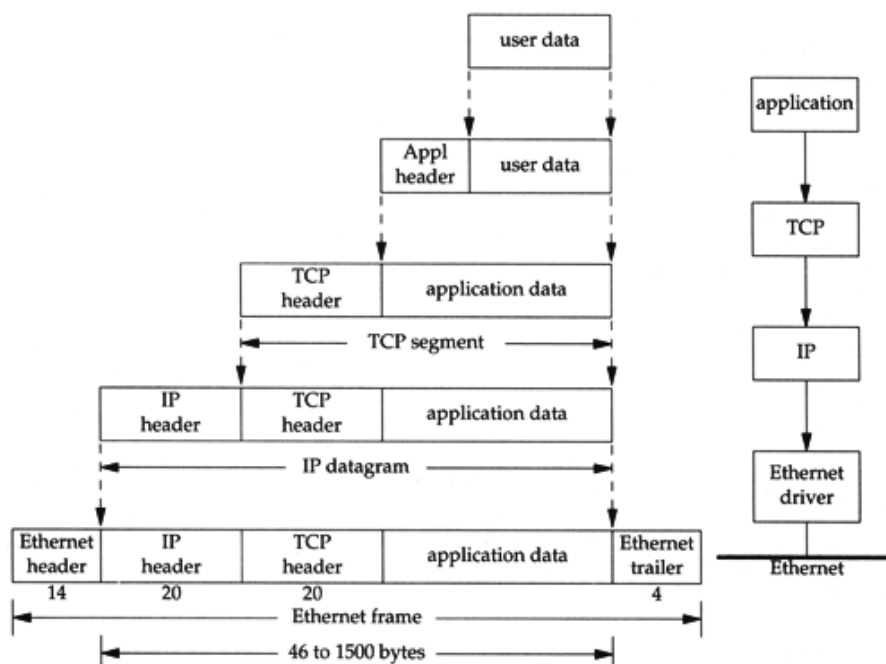 user data
application
Appl
header
user data
TCP
TCP
header
application data
TCP segment
IP
IP
header
TCP
header
application data
IP datagram
Ethernet
driver
Ethernet
header
IP
header
TCP
header
application data
Ethernet
trailer
Ethernet
14
20
20
4
Ethernet frame
46 to 1500 bytes